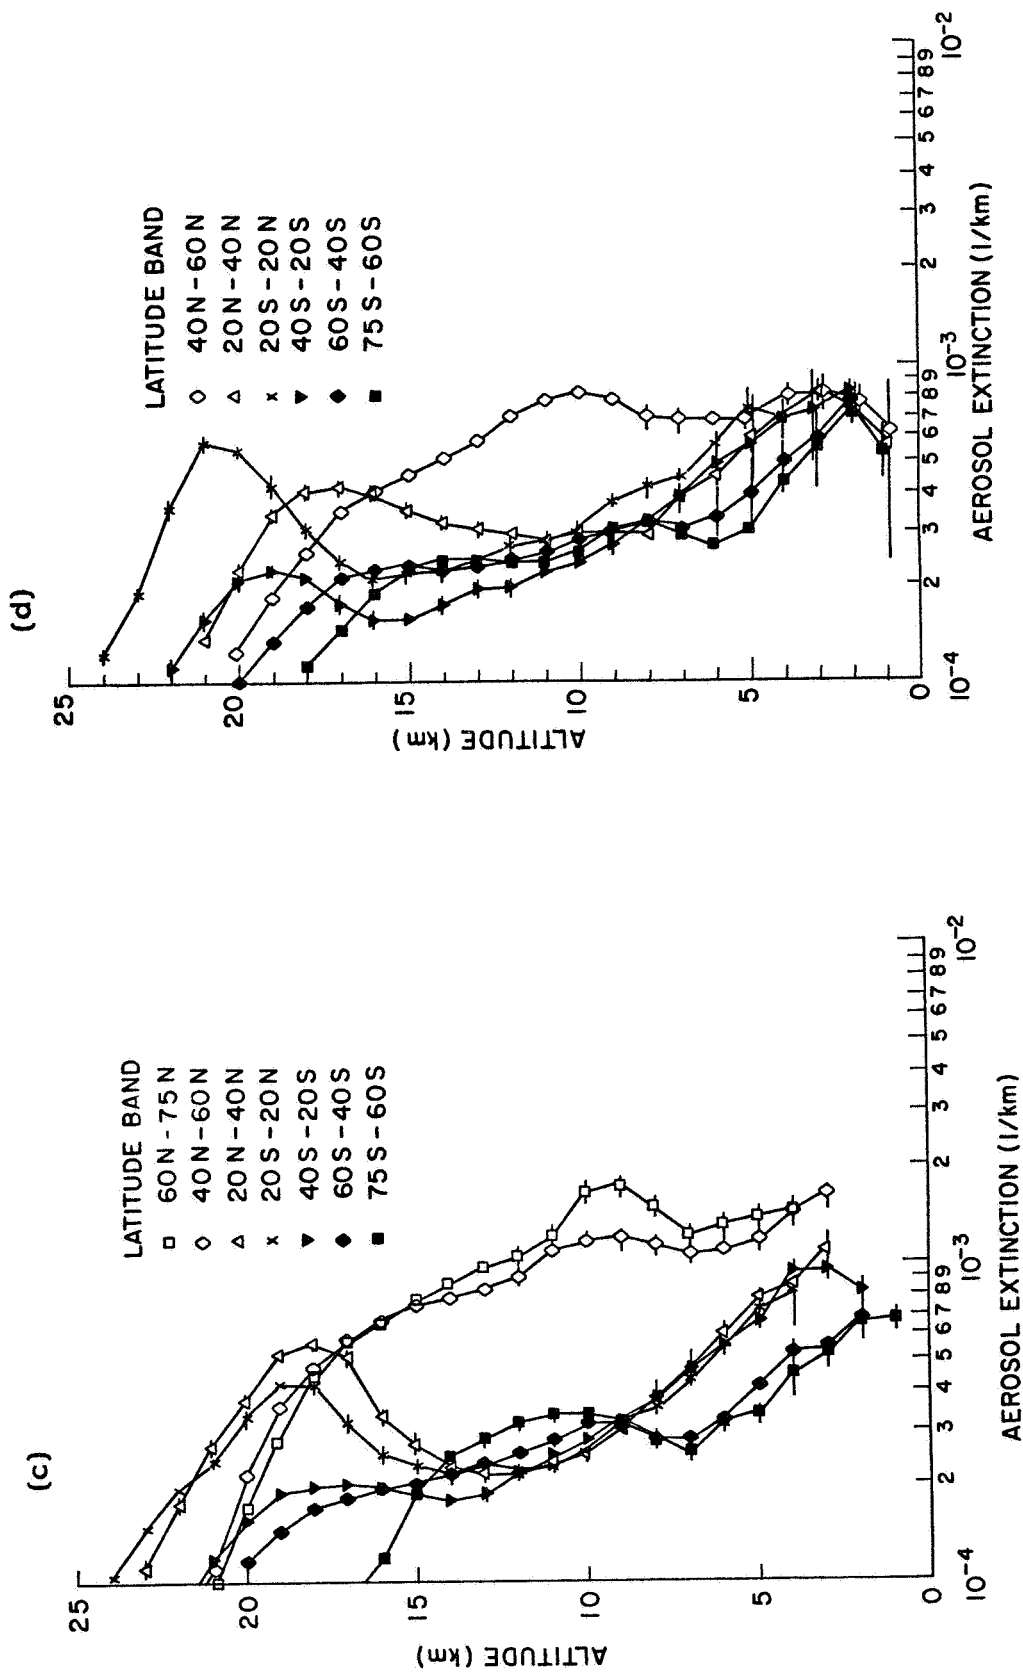 (c)
LATITUDE BAND
60N-75N
40N-60N
20N-40N
20S-20N
40S-20S
60S-40S
75S-60S
ALTITUDE (km)
25
20
15
10
5
0
10-4
2
3
4
5
6
7
8
9
10-3
2
3
4
5
6
7
8
9
10-2
AEROSOL EXTINCTION (1/km)
(d)
LATITUDE BAND
40N-60N
20N-40N
20S-20N
40S-20S
60S-40S
75S-60S
ALTITUDE (km)
25
20
15
10
5
0
10-4
2
3
4
5
6
7
8
9
10-3
2
3
4
5
6
7
8
9
10-2
AEROSOL EXTINCTION (1/km)